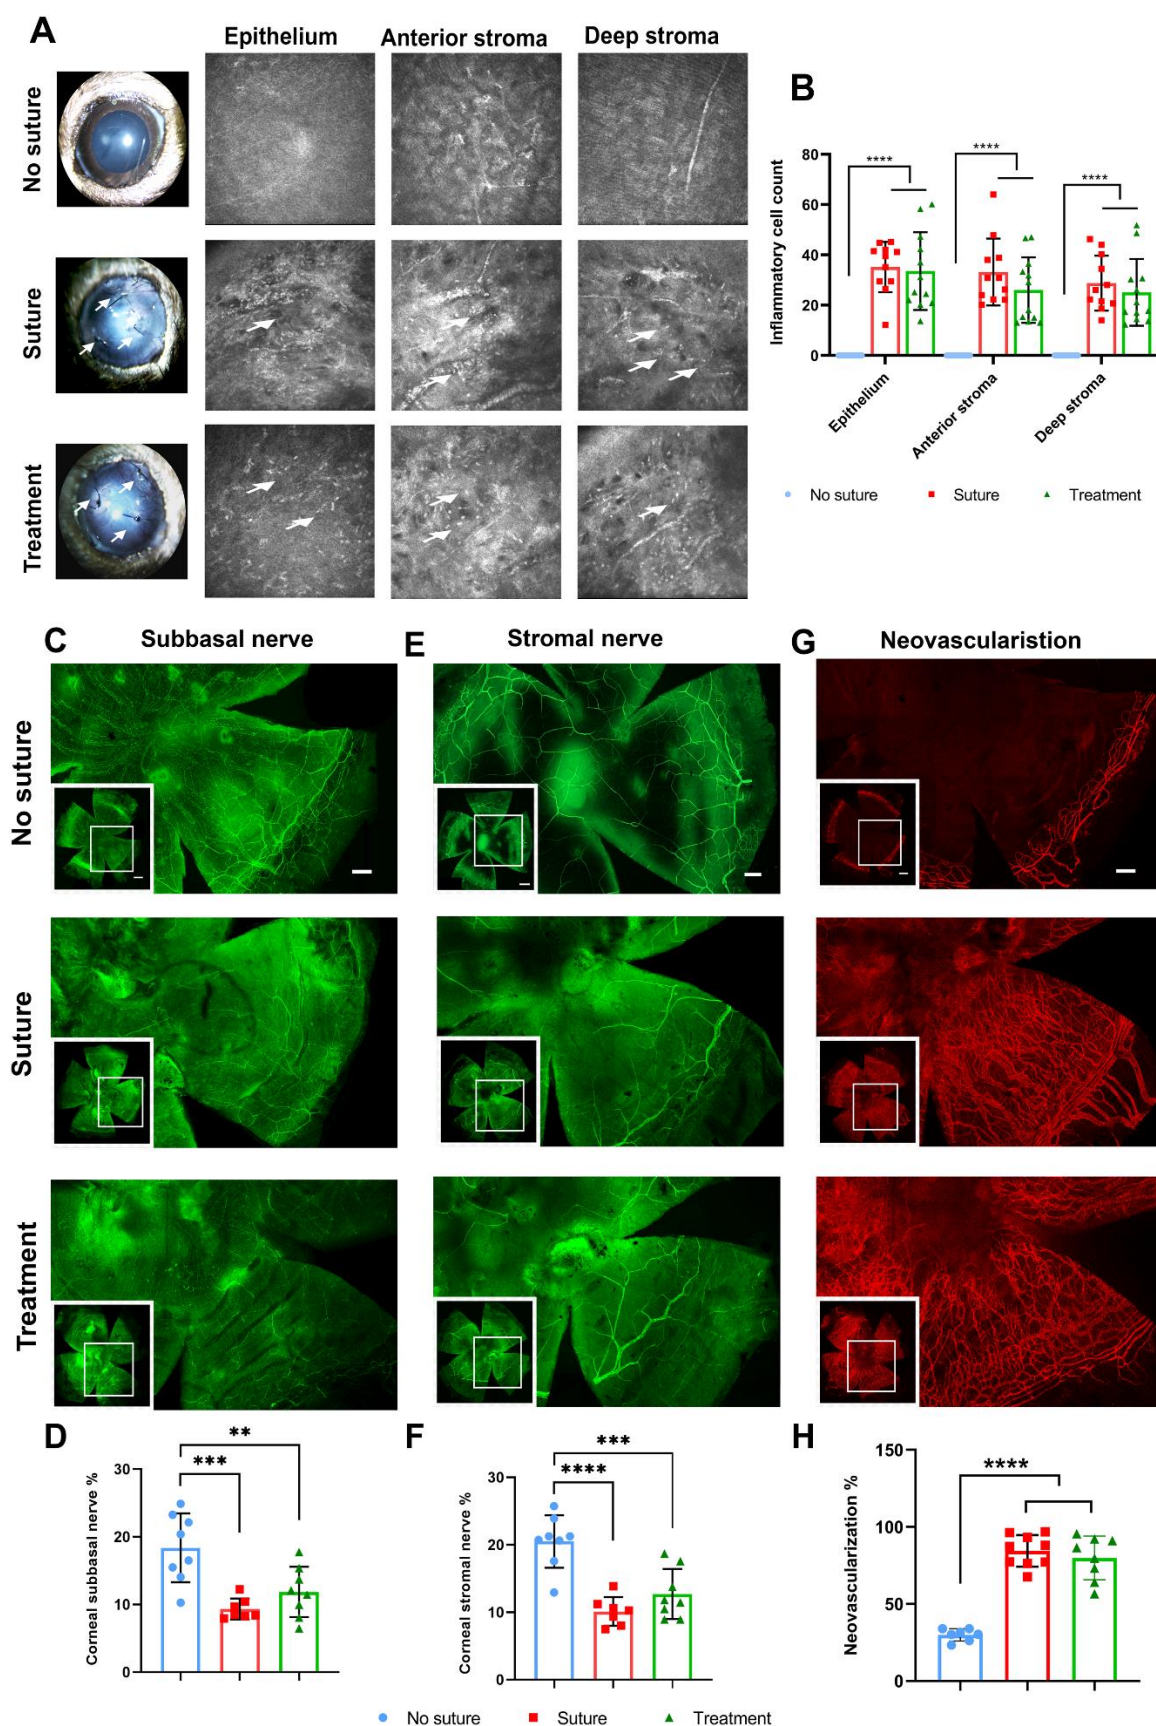 A
Epithelium
Anterior stroma
Deep stroma
No suture
Suture
Treatment
B
Inflammatory cell count
80
60
40
20
0
****
****
****
Epithelium
Anterior stroma
Deep stroma
No suture
Suture
Treatment
C
Subbasal nerve
E
Stromal nerve
G
Neovascularistion
No suture
Suture
Treatment
D
Corneal subbasal nerve %
30
20
10
0
***
**
F
Corneal stromal nerve %
30
20
10
0
****
***
H
Neovascularization %
150
100
50
0
****
No suture
Suture
Treatment